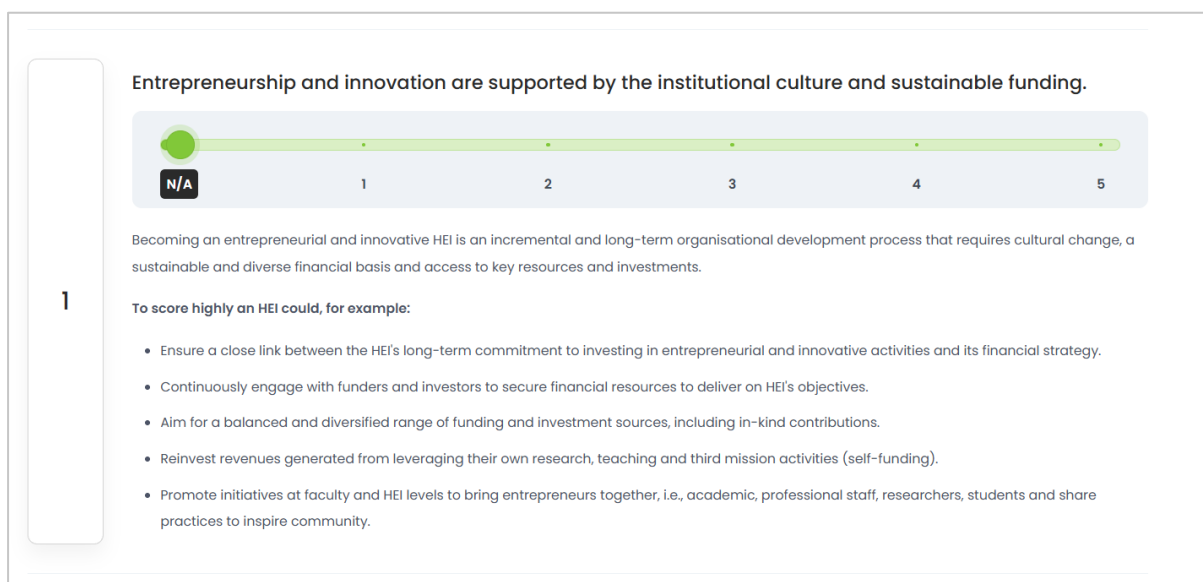 Entrepreneurship and innovation are supported by the institutional culture and sustainable funding.
N/A 1 2 3 4 5
Becoming an entrepreneurial and innovative HEI is an incremental and long-term organisational development process that requires cultural change, a
sustainable and diverse financial basis and access to key resources and investments.
1
To score highly an HEI could, for example:
• Ensure a close link between the HEI's long-term commitment to investing in entrepreneurial and innovative activities and its financial strategy.
• Continuously engage with funders and investors to secure financial resources to deliver on HEI's objectives.
• Aim for a balanced and diversified range of funding and investment sources, including in-kind contributions.
• Reinvest revenues generated from leveraging their own research, teaching and third mission activities (self-funding).
• Promote initiatives at faculty and HEI levels to bring entrepreneurs together, i.e., academic, professional staff, researchers, students and share
practices to inspire community.